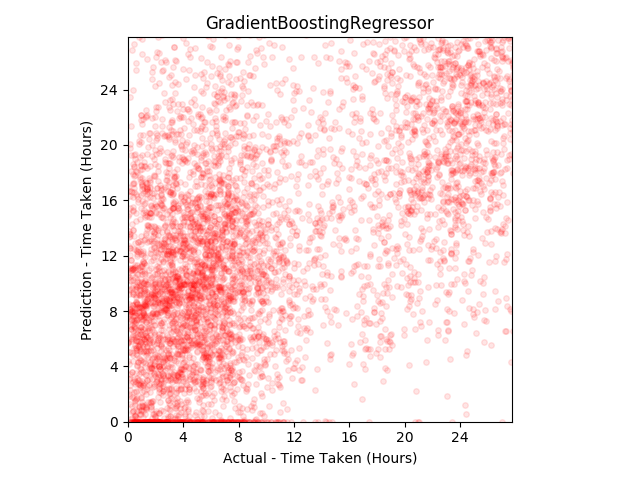 GradientBoostingRegressor
Prediction - Time Taken (Hours)
24
20
16
12
8
4
0
0 4 8 12 16 20 24
Actual - Time Taken (Hours)